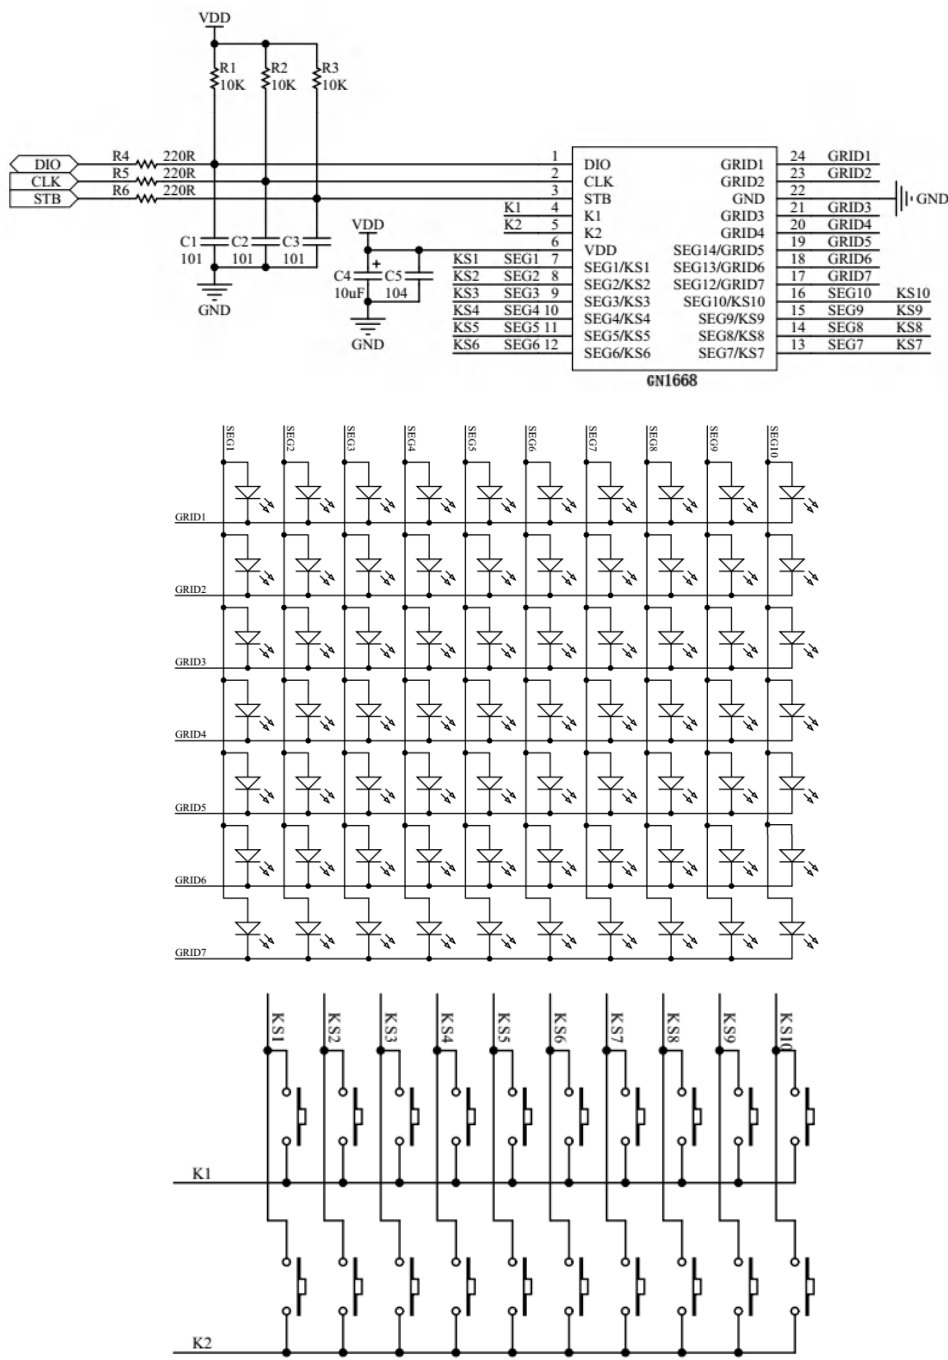 VDD
R1 R2 R3
10K 10K 10K
R4 220R
DIO
R5 220R
CLK
R6 220R
STB
C1 C2 C3
101 101 101
GND
VDD
C4 + C5
10uF 104
GND
K1 4 K1
K2 5 K2
1 DIO
2 CLK
3 STB
6 VDD
KS1 SEG1 7 SEG1/KS1
KS2 SEG2 8 SEG2/KS2
KS3 SEG3 9 SEG3/KS3
KS4 SEG4 10 SEG4/KS4
KS5 SEG5 11 SEG5/KS5
KS6 SEG6 12 SEG6/KS6
GRID1 24 GRID1
GRID2 23 GRID2
GND 22 GND
GRID3 21 GRID3
GRID4 20 GRID4
SEG14/GRID5 19 GRID5
SEG13/GRID6 18 GRID6
SEG12/GRID7 17 GRID7
SEG10/KS10 16 SEG10 KS10
SEG9/KS9 15 SEG9 KS9
SEG8/KS8 14 SEG8 KS8
SEG7/KS7 13 SEG7 KS7
GN1668
SEG1 SEG2 SEG3 SEG4 SEG5 SEG6 SEG7 SEG8 SEG9 SEG10
GRID1
GRID2
GRID3
GRID4
GRID5
GRID6
GRID7
KS1 KS2 KS3 KS4 KS5 KS6 KS7 KS8 KS9 KS10
K1
K2